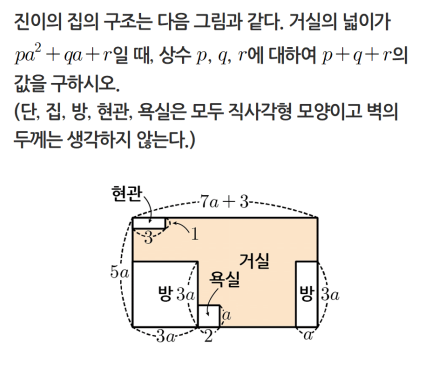 진이의 집의 구조는 다음 그림과 같다. 거실의 넓이가
pa²+qa+r일 때, 상수 p, q, r에 대하여 p+q+r의
값을 구하시오.
(단, 집, 방, 현관, 욕실은 모두 직사각형 모양이고 벽의
두께는 생각하지 않는다.)
현관
7a+3
3
1
거실
5a
욕실
방
3a
방
3a
a
3a
2
a